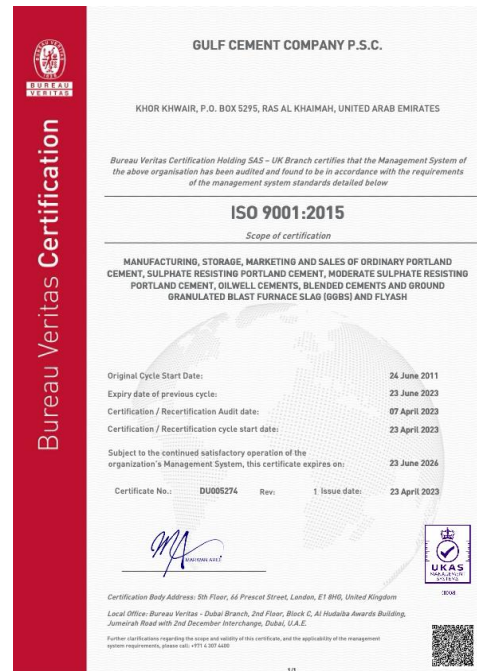 BUREAU
VERITAS
Bureau Veritas Certification
GULF CEMENT COMPANY P.S.C.
KHOR KHWAIR, P.O. BOX 5295, RAS AL KHAIMAH, UNITED ARAB EMIRATES
Bureau Veritas Certification Holding SAS – UK Branch certifies that the Management System of
the above organisation has been audited and found to be in accordance with the requirements
of the management system standards detailed below
ISO 9001:2015
Scope of certification
MANUFACTURING, STORAGE, MARKETING AND SALES OF ORDINARY PORTLAND
CEMENT, SULPHATE RESISTING PORTLAND CEMENT, MODERATE SULPHATE RESISTING
PORTLAND CEMENT, OILWELL CEMENTS, BLENDED CEMENTS AND GROUND
GRANULATED BLAST FURNACE SLAG (GGBS) AND FLYASH
Original Cycle Start Date: 24 June 2011
Expiry date of previous cycle: 23 June 2023
Certification / Recertification Audit date: 07 April 2023
Certification / Recertification cycle start date: 23 April 2023
Subject to the continued satisfactory operation of the
organization's Management System, this certificate expires on: 23 June 2026
Certificate No.: DU005274 Rev: 1 Issue date: 23 April 2023
UKAS
MANAGEMENT
SYSTEMS
0008
Certification Body Address: 5th Floor, 66 Prescot Street, London, E1 8HG, United Kingdom
Local Office: Bureau Veritas - Dubai Branch, 2nd Floor, Block C, Al Hudaiba Awards Building,
Jumeirah Road with 2nd December Interchange, Dubai, U.A.E.
Further clarifications regarding the scope and validity of this certificate, and the applicability of the management
system requirements, please call: +971 4 307 4400
1/1